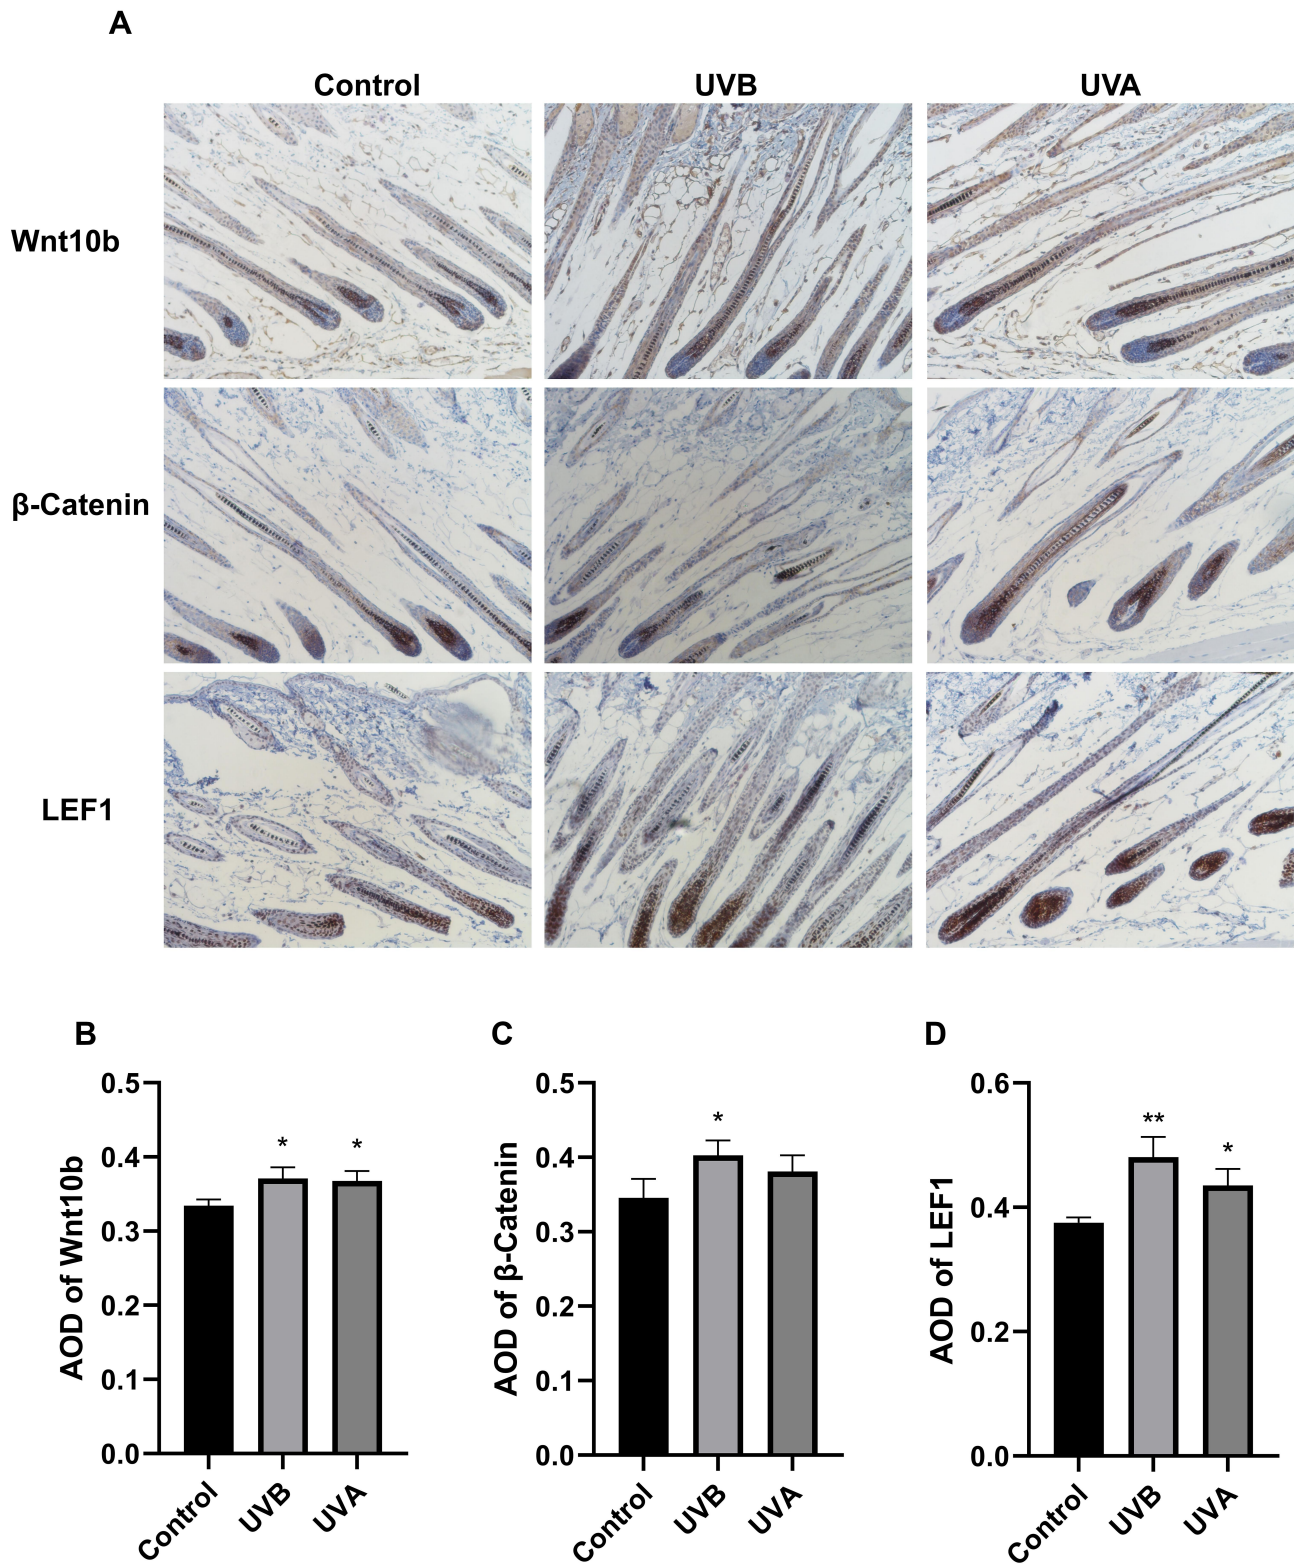 A
Control UVB UVA
Wnt10b
β-Catenin
LEF1
B
AOD of Wnt10b
0.5
0.4
0.3
0.2
0.1
0.0
*
*
Control
UVB
UVA
C
AOD of β-Catenin
0.5
0.4
0.3
0.2
0.1
0.0
*
Control
UVB
UVA
D
AOD of LEF1
0.6
0.4
0.2
0.0
**
*
Control
UVB
UVA